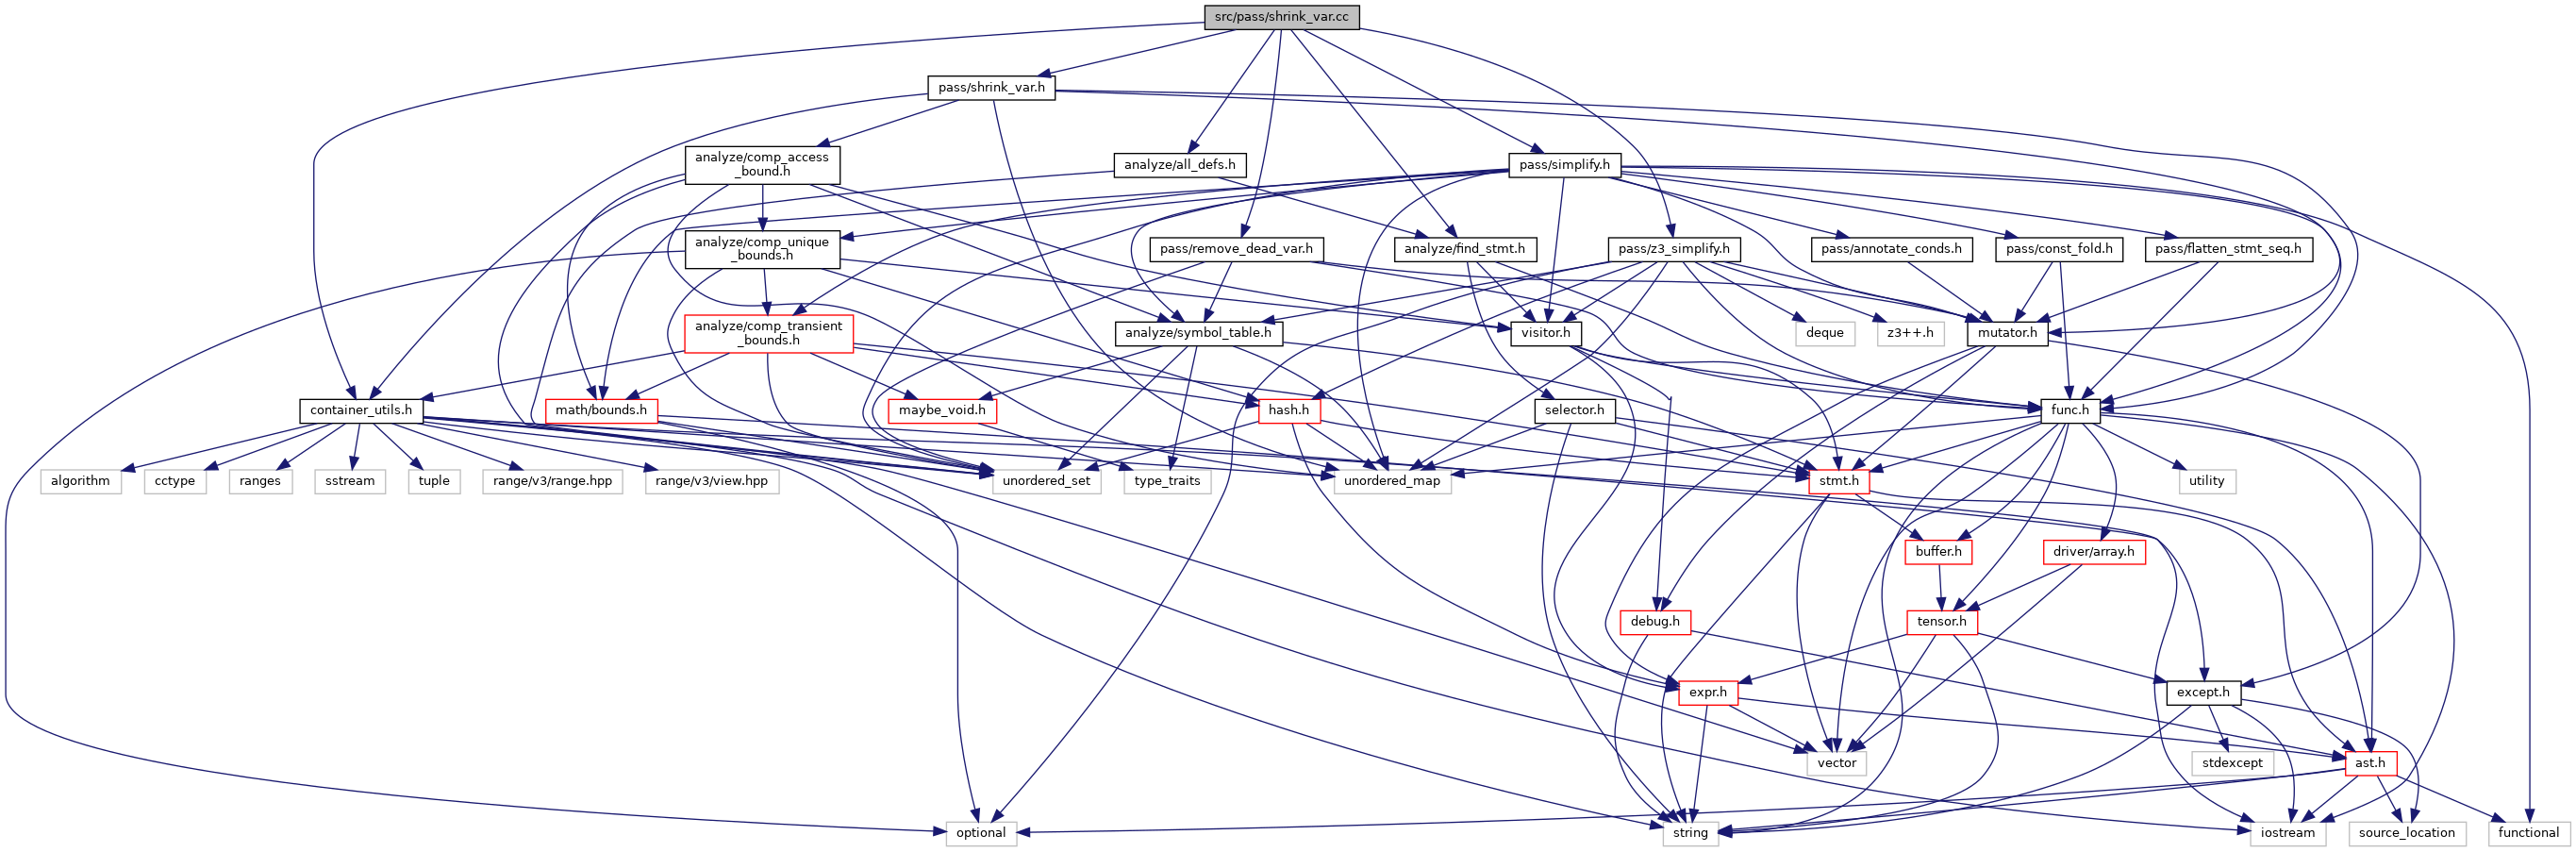 src/pass/shrink_var.cc
pass/shrink_var.h
analyze/comp_access
_bound.h
analyze/all_defs.h
pass/simplify.h
analyze/comp_unique
_bounds.h
pass/remove_dead_var.h
analyze/find_stmt.h
pass/z3_simplify.h
pass/annotate_conds.h
pass/const_fold.h
pass/flatten_stmt_seq.h
analyze/comp_transient
_bounds.h
analyze/symbol_table.h
visitor.h
deque
z3++.h
mutator.h
container_utils.h
math/bounds.h
maybe_void.h
hash.h
selector.h
func.h
algorithm
cctype
ranges
sstream
tuple
range/v3/range.hpp
range/v3/view.hpp
unordered_set
type_traits
unordered_map
stmt.h
utility
buffer.h
driver/array.h
debug.h
tensor.h
expr.h
except.h
vector
stdexcept
ast.h
optional
string
iostream
source_location
functional